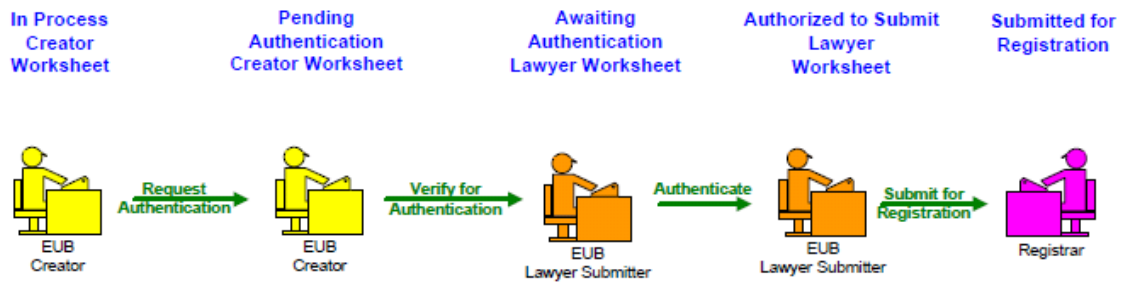 In Process
Creator
Worksheet
Pending
Authentication
Creator Worksheet
Awaiting
Authentication
Lawyer Worksheet
Authorized to Submit
Lawyer
Worksheet
Submitted for
Registration
Request
Authentication
Verify for
Authentication
Authenticate
Submit for
Registration
EUB
Creator
EUB
Creator
EUB
Lawyer Submitter
EUB
Lawyer Submitter
Registrar